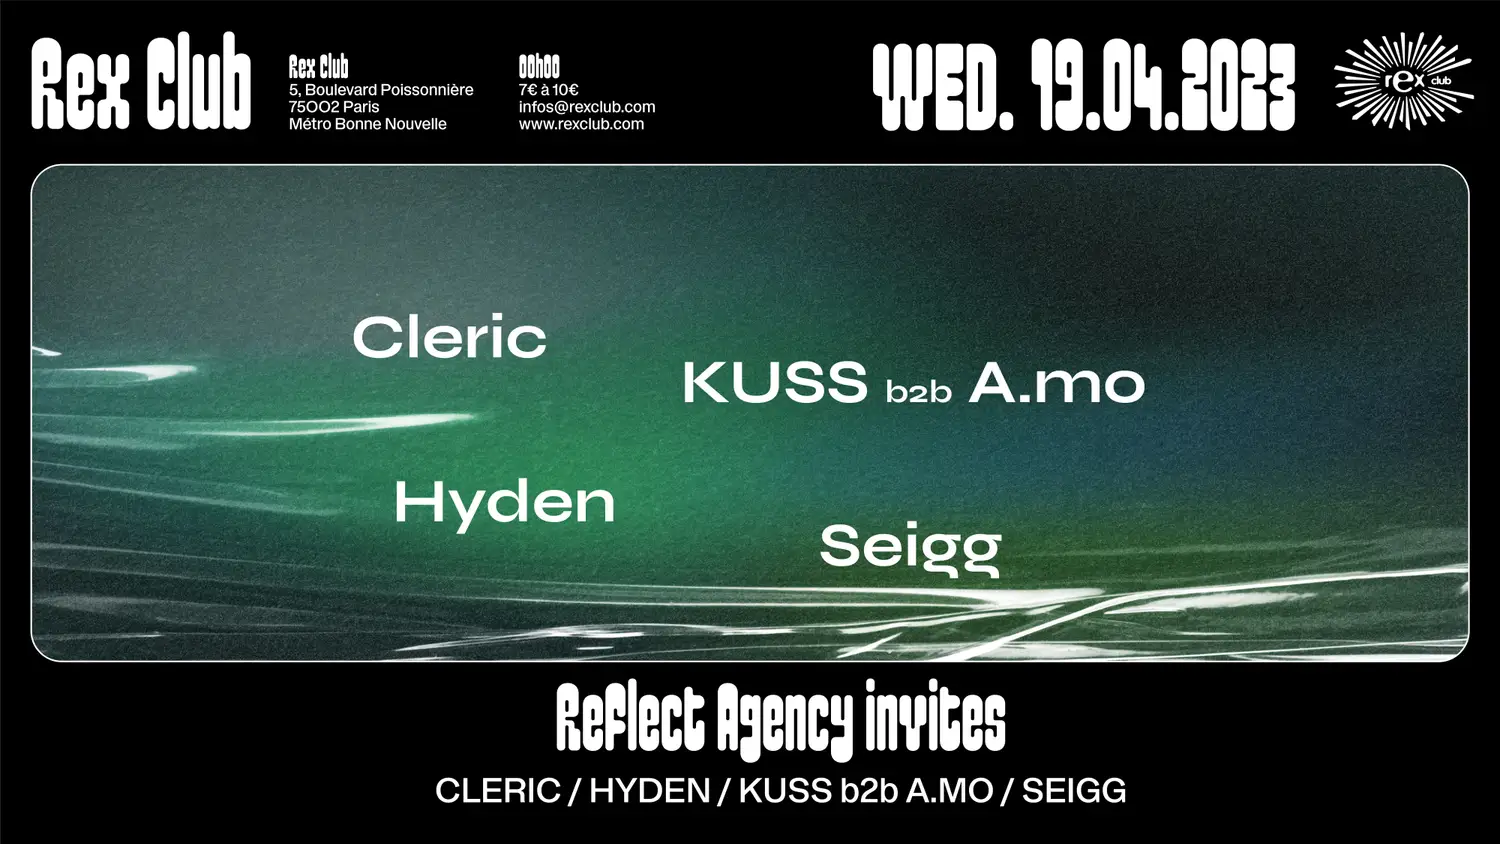 Rex Club
Rex Club
5, Boulevard Poissonnière
75002 Paris
Métro Bonne Nouvelle
00h00
7€ à 10€
infos@rexclub.com
www.rexclub.com
WED. 19.04.2023
rex club
Cleric
KUSS b2b A.mo
Hyden
Seigg
Reflect Agency invites
CLERIC / HYDEN / KUSS b2b A.MO / SEIGG